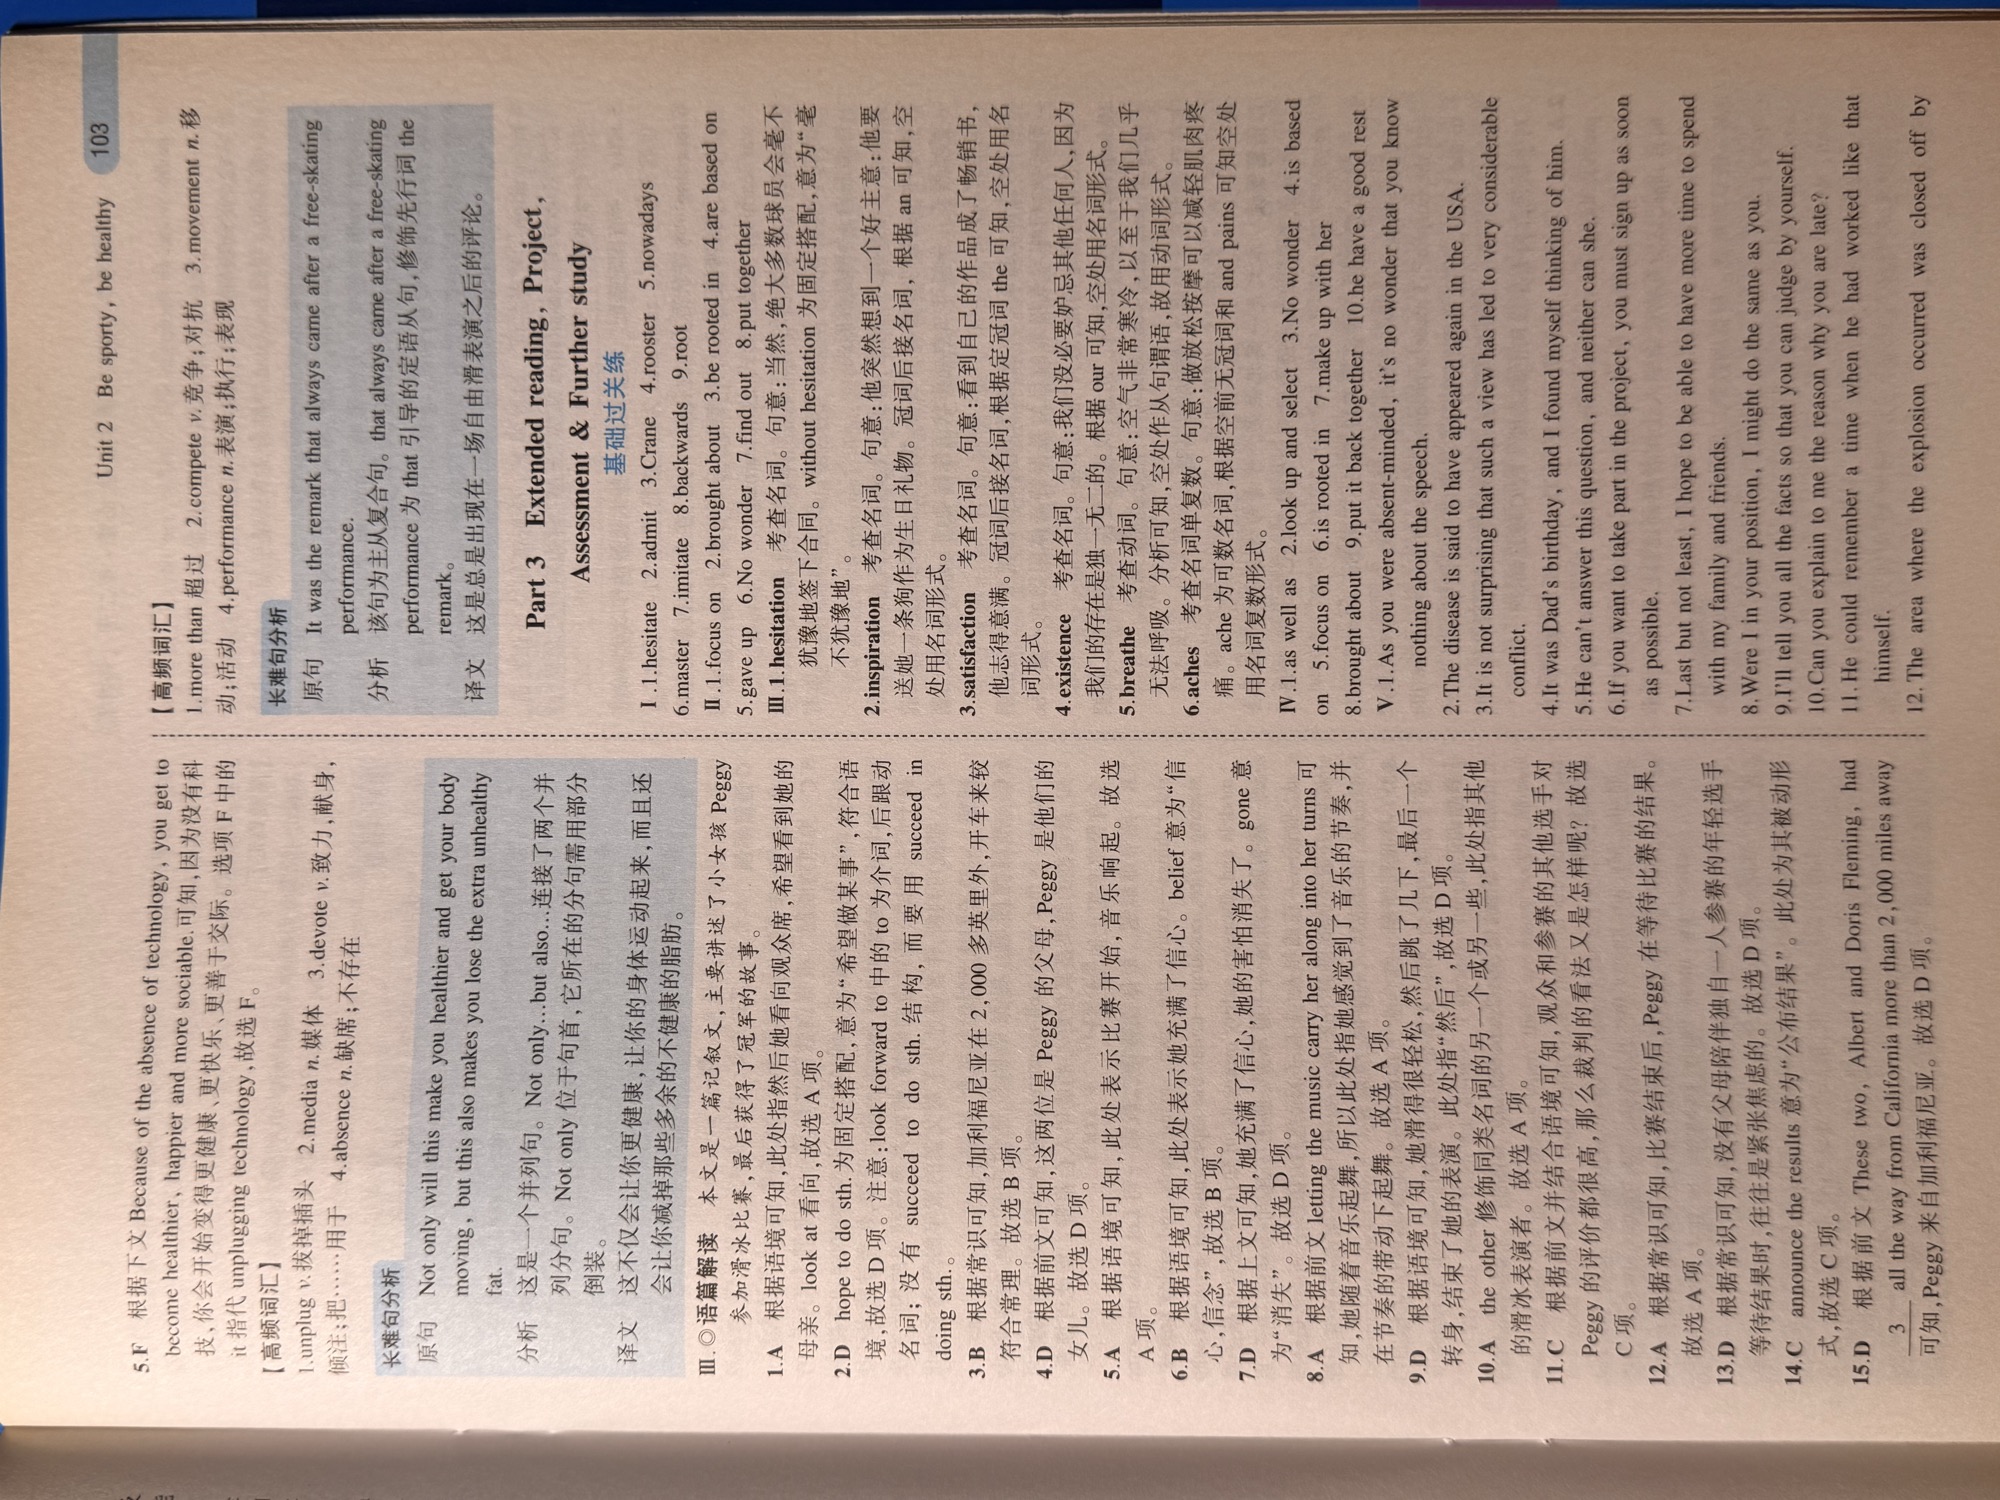 Unit 2 Be sporty, be healthy 103
5.F 根据下文 Because of the absence of technology, you get to
become healthier, happier and more sociable.可知,因为没有科
技,你会开始变得更健康、更快乐、更善于交际。选项 F 中的
it 指代 unplugging technology,故选 F。
【高频词汇】
1.unplug v.拔掉插头 2.media n.媒体 3.devote v.致力,献身,
倾注;把……用于 4.absence n.缺席;不存在
长难句分析
原句 Not only will this make you healthier and get your body
moving, but this also makes you lose the extra unhealthy
fat.
分析 这是一个并列句。Not only…but also…连接了两个并
列分句。Not only 位于句首,它所在的分句需用部分
倒装。
译文 这不仅会让你更健康,让你的身体运动起来,而且还
会让你减掉那些多余的不健康的脂肪。
Ⅲ.◎语篇解读 本文是一篇记叙文,主要讲述了小女孩 Peggy
参加滑冰比赛,最后获得了冠军的故事。
1.A 根据语境可知,此处指然后她看向观众席,希望看到她的
母亲。look at 看向,故选 A 项。
2.D hope to do sth.为固定搭配,意为“希望做某事”,符合语
境,故选 D 项。注意:look forward to 中的 to 为介词,后跟动
名词;没有 succeed to do sth. 结构,而要用 succeed in
doing sth.。
3.B 根据常识可知,加利福尼亚在 2,000 多英里外,开车来较
符合常理。故选 B 项。
4.D 根据前文可知,这两位是 Peggy 的父母,Peggy 是他们的
女儿。故选 D 项。
5.A 根据语境可知,此处表示比赛开始,音乐响起。故选
A 项。
6.B 根据语境可知,此处表示她充满了信心。belief 意为“信
心,信念”,故选 B 项。
7.D 根据上文可知,她充满了信心,她的害怕消失了。gone 意
为“消失”。故选 D 项。
8.A 根据前文 letting the music carry her along into her turns 可
知,她随着音乐起舞,所以此处指她感觉到了音乐的节奏,并
在节奏的带动下起舞。故选 A 项。
9.D 根据语境可知,她滑得很轻松,然后跳了几下,最后一个
转身,结束了她的表演。此处指“然后”,故选 D 项。
10.A the other 修饰同类名词的另一个或另一些,此处指其他
的滑冰表演者。故选 A 项。
11.C 根据前文并结合语境可知,观众和参赛的其他选手对
Peggy 的评价都很高,那么裁判的看法又是怎样呢? 故选
C 项。
12.A 根据常识可知,比赛结束后,Peggy 在等待比赛的结果。
故选 A 项。
13.D 根据常识可知,没有父母陪伴独自一人参赛的年轻选手
等待结果时,往往是紧张焦虑的。故选 D 项。
14.C announce the results 意为“公布结果”。此处为其被动形
式,故选 C 项。
15.D 根据前文 These two, Albert and Doris Fleming, had
3 all the way from California more than 2,000 miles away
可知,Peggy 来自加利福尼亚。故选 D 项。
【高频词汇】
1.more than 超过 2.compete v.竞争;对抗 3.movement n.移
动;活动 4.performance n.表演;执行;表现
长难句分析
原句 It was the remark that always came after a free-skating
performance.
分析 该句为主从复合句。that always came after a free-skating
performance 为 that 引导的定语从句,修饰先行词 the
remark。
译文 这是总是出现在一场自由滑表演之后的评论。
Part 3 Extended reading, Project,
Assessment & Further study
基础过关练
Ⅰ.1.hesitate 2.admit 3.Crane 4.rooster 5.nowadays
6.master 7.imitate 8.backwards 9.root
Ⅱ.1.focus on 2.brought about 3.be rooted in 4.are based on
5.gave up 6.No wonder 7.find out 8.put together
Ⅲ.1.hesitation 考查名词。句意:当然,绝大多数球员会毫不
犹豫地签下合同。without hesitation 为固定搭配,意为“毫
不犹豫地”。
2.inspiration 考查名词。句意:他突然想到一个好主意:他要
送她一条狗作为生日礼物。冠词后接名词, 根据 an 可知,空
处用名词形式。
3.satisfaction 考查名词。句意:看到自己的作品成了畅销书,
他志得意满。冠词后接名词,根据定冠词 the 可知,空处用名
词形式。
4.existence 考查名词。句意:我们没必要妒忌其他任何人,因为
我们的存在是独一无二的。根据 our 可知,空处用名词形式。
5.breathe 考查动词。句意:空气非常寒冷,以至于我们几乎
无法呼吸。分析可知,空处作从句谓语,故用动词形式。
6.aches 考查名词单复数。句意:做放松按摩可以减轻肌肉疼
痛。ache 为可数名词,根据空前无冠词和 and pains 可知空处
用名词复数形式。
Ⅳ.1.as well as 2.look up and select 3.No wonder 4.is based
on 5.focus on 6.is rooted in 7.make up with her
8.brought about 9.put it back together 10.he have a good rest
Ⅴ.1.As you were absent-minded, it's no wonder that you know
nothing about the speech.
2.The disease is said to have appeared again in the USA.
3.It is not surprising that such a view has led to very considerable
conflict.
4.It was Dad's birthday, and I found myself thinking of him.
5.He can't answer this question, and neither can she.
6.If you want to take part in the project, you must sign up as soon
as possible.
7.Last but not least, I hope to be able to have more time to spend
with my family and friends.
8.Were I in your position, I might do the same as you.
9.I'll tell you all the facts so that you can judge by yourself.
10.Can you explain to me the reason why you are late?
11.He could remember a time when he had worked like that
himself.
12.The area where the explosion occurred was closed off by